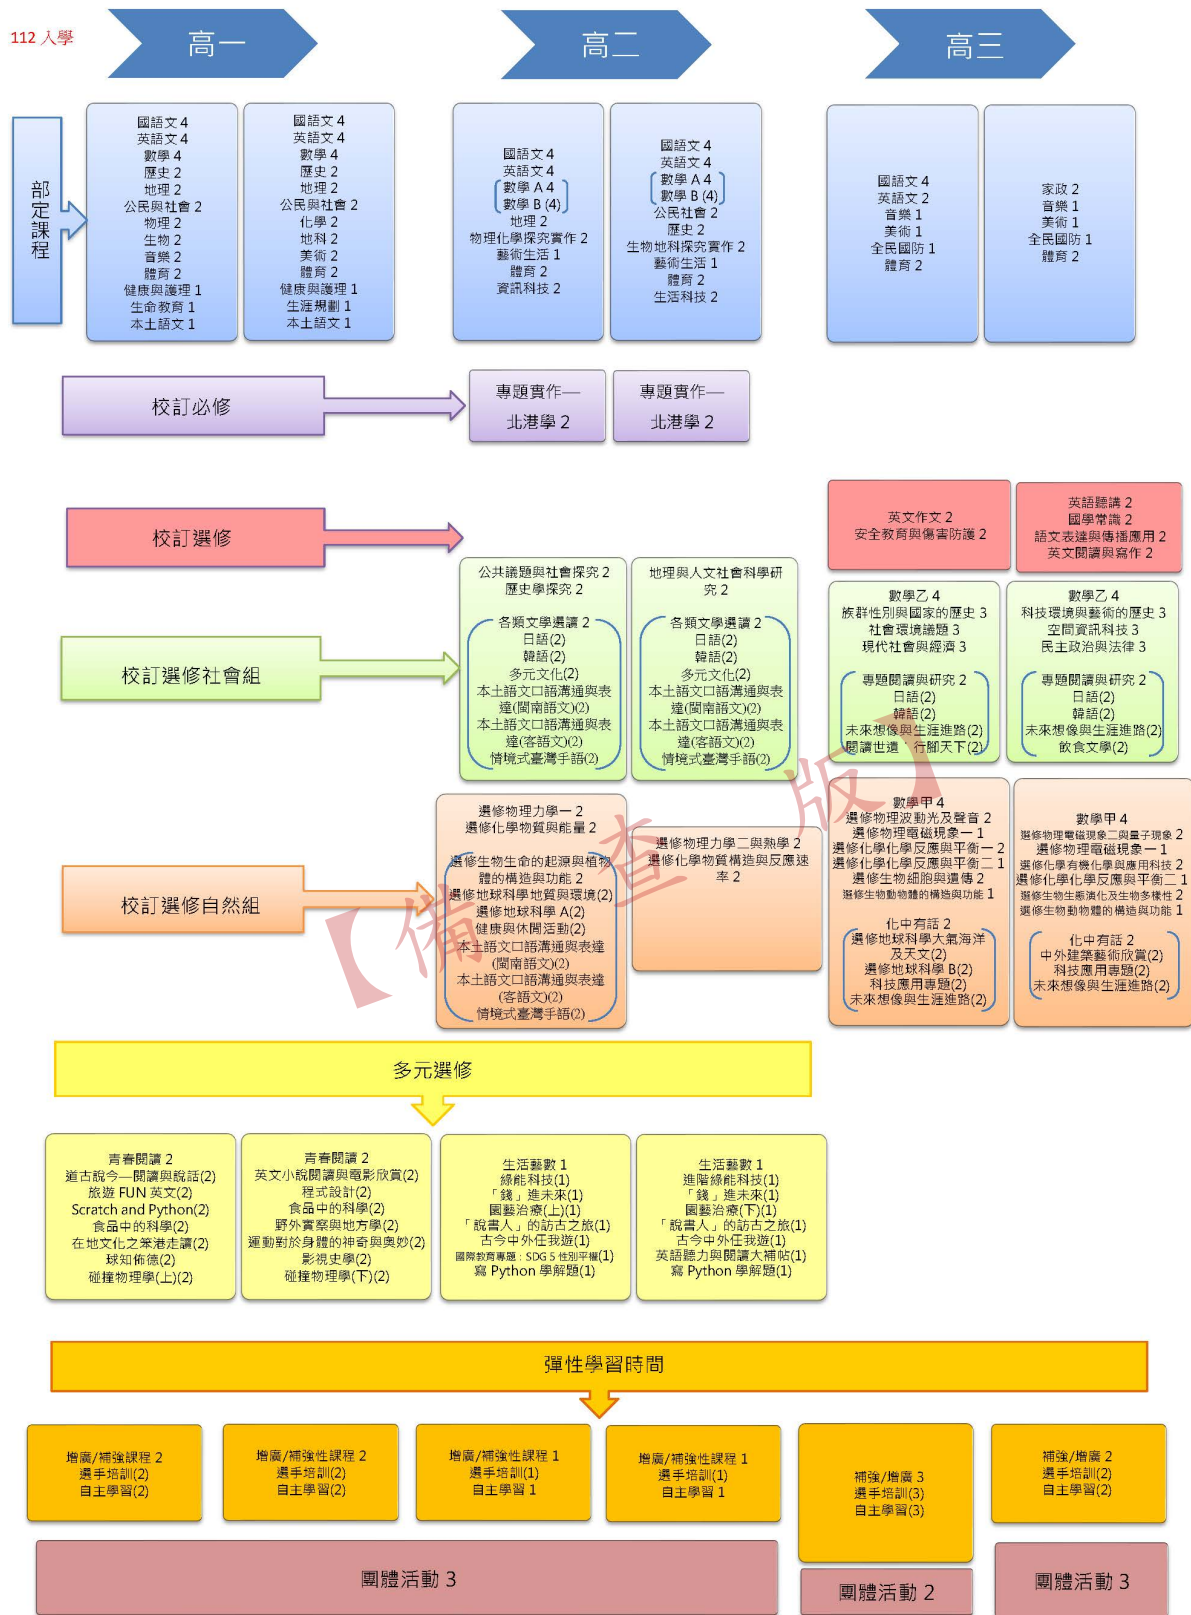 112 入學
高一
高二
高三
部定課程
國語文 4
英語文 4
數學 4
歷史 2
地理 2
公民與社會 2
物理 2
生物 2
音樂 2
體育 2
健康與護理 1
生命教育 1
本土語文 1
國語文 4
英語文 4
數學 4
歷史 2
地理 2
公民與社會 2
化學 2
地科 2
美術 2
體育 2
健康與護理 1
生涯規劃 1
本土語文 1
國語文 4
英語文 4
數學 A 4
數學 B (4)
地理 2
物理化學探究實作 2
藝術生活 1
體育 2
資訊科技 2
國語文 4
英語文 4
數學 A 4
數學 B (4)
公民社會 2
歷史 2
生物地科探究實作 2
藝術生活 1
體育 2
生活科技 2
國語文 4
英語文 2
音樂 1
美術 1
全民國防 1
體育 2
家政 2
音樂 1
美術 1
全民國防 1
體育 2
校訂必修
專題實作—
北港學 2
專題實作—
北港學 2
校訂選修
英文作文 2
安全教育與傷害防護 2
英語聽講 2
國學常識 2
語文表達與傳播應用 2
英文閱讀與寫作 2
校訂選修社會組
公共議題與社會探究 2
歷史學探究 2
各類文學選讀 2
日語(2)
韓語(2)
多元文化(2)
本土語文口語溝通與表
達(閩南語文)(2)
本土語文口語溝通與表
達(客語文)(2)
情境式臺灣手語(2)
地理與人文社會科學研
究 2
各類文學選讀 2
日語(2)
韓語(2)
多元文化(2)
本土語文口語溝通與表
達(閩南語文)(2)
本土語文口語溝通與表
達(客語文)(2)
情境式臺灣手語(2)
數學乙 4
族群性別與國家的歷史 3
社會環境議題 3
現代社會與經濟 3
專題閱讀與研究 2
日語(2)
韓語(2)
未來想像與生涯進路(2)
閱讀世遺˙行腳天下(2)
數學乙 4
科技環境與藝術的歷史 3
空間資訊科技 3
民主政治與法律 3
專題閱讀與研究 2
日語(2)
韓語(2)
未來想像與生涯進路(2)
飲食文學(2)
校訂選修自然組
選修物理力學一 2
選修化學物質與能量 2
選修生物生命的起源與植物
體的構造與功能 2
選修地球科學地質與環境(2)
選修地球科學 A(2)
健康與休閒活動(2)
本土語文口語溝通與表達
(閩南語文)(2)
本土語文口語溝通與表達
(客語文)(2)
情境式臺灣手語(2)
選修物理力學二與熱學 2
選修化學物質構造與反應速
率 2
數學甲 4
選修物理波動光及聲音 2
選修物理電磁現象一 1
選修化學化學反應與平衡一 2
選修化學化學反應與平衡二 1
選修生物細胞與遺傳 2
選修生物動物體的構造與功能 1
化中有話 2
選修地球科學大氣海洋
及天文(2)
選修地球科學 B(2)
科技應用專題(2)
未來想像與生涯進路(2)
數學甲 4
選修物理電磁現象二與量子現象 2
選修物理電磁現象一 1
選修化學有機化學與應用科技 2
選修化學化學反應與平衡二 1
選修生物生態演化及生物多樣性 2
選修生物動物體的構造與功能 1
化中有話 2
中外建築藝術欣賞(2)
科技應用專題(2)
未來想像與生涯進路(2)
【備查版】
多元選修
青春閱讀 2
道古說今—閱讀與說話(2)
旅遊 FUN 英文(2)
Scratch and Python(2)
食品中的科學(2)
在地文化之笨港走讀(2)
球知佈德(2)
碰撞物理學(上)(2)
青春閱讀 2
英文小說閱讀與電影欣賞(2)
程式設計(2)
食品中的科學(2)
野外實察與地方學(2)
運動對於身體的神奇與奧妙(2)
影視史學(2)
碰撞物理學(下)(2)
生活藝數 1
綠能科技(1)
「錢」進未來(1)
園藝治療(上)(1)
「說書人」的訪古之旅(1)
古今中外任我遊(1)
國際教育專題：SDG 5 性別平權(1)
寫 Python 學解題(1)
生活藝數 1
進階綠能科技(1)
「錢」進未來(1)
園藝治療(下)(1)
「說書人」的訪古之旅(1)
古今中外任我遊(1)
英語聽力與閱讀大補帖(1)
寫 Python 學解題(1)
彈性學習時間
增廣/補強課程 2
選手培訓(2)
自主學習(2)
增廣/補強性課程 2
選手培訓(2)
自主學習(2)
增廣/補強性課程 1
選手培訓(1)
自主學習 1
增廣/補強性課程 1
選手培訓(1)
自主學習 1
補強/增廣 3
選手培訓(3)
自主學習(3)
補強/增廣 2
選手培訓(2)
自主學習(2)
團體活動 3
團體活動 2
團體活動 3